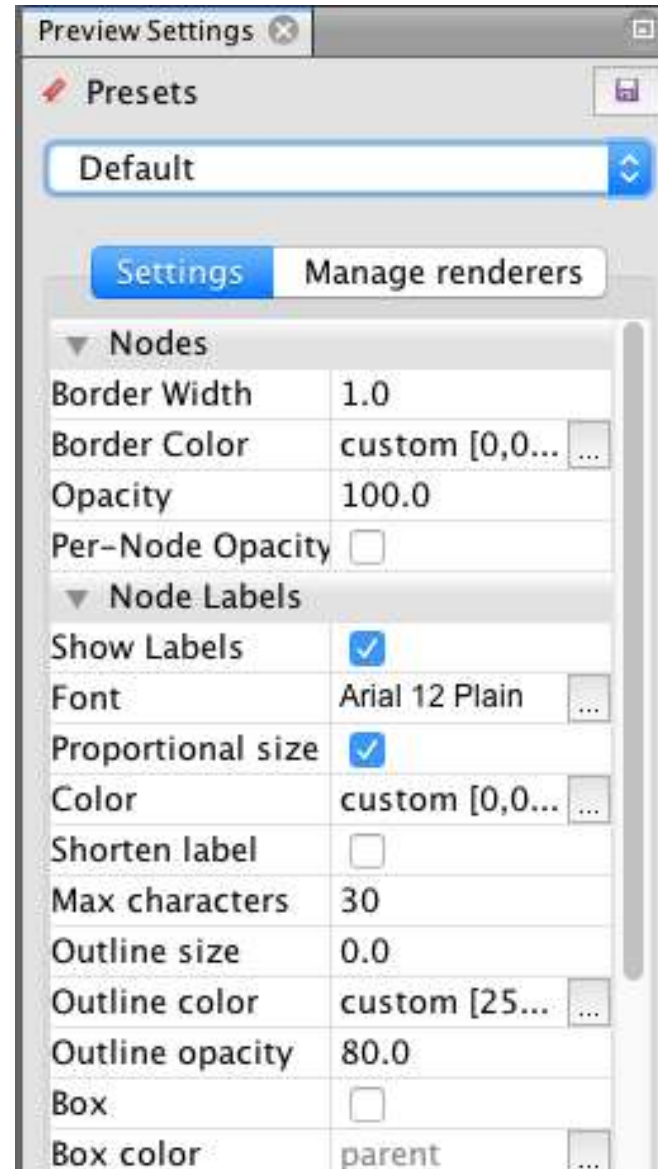 Preview Settings
Presets
Default
Settings Manage renderers
Nodes
Border Width 1.0
Border Color custom [0,0... ...
Opacity 100.0
Per-Node Opacity
Node Labels
Show Labels
Font Arial 12 Plain ...
Proportional size
Color custom [0,0... ...
Shorten label
Max characters 30
Outline size 0.0
Outline color custom [25... ...
Outline opacity 80.0
Box
Box color parent ...